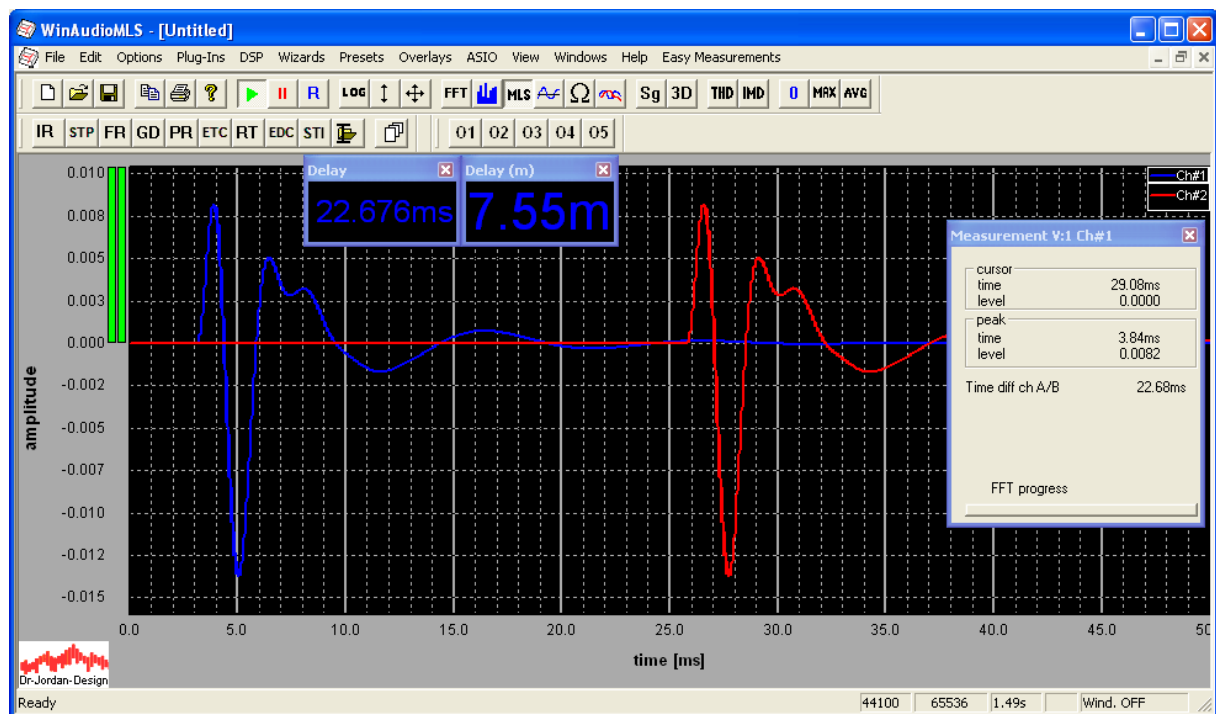 WinAudioMLS - [Untitled]
File Edit Options Plug-Ins DSP Wizards Presets Overlays ASIO View Windows Help Easy Measurements
R LOG FFT MLS Ω Sg 3D THD IMD 0 MAX AVG
IR STP FR GD PR ETC RT EDC STI 01 02 03 04 05
Delay
22.676ms
Delay (m)
7.55m
Ch#1
Ch#2
Measurement V:1 Ch#1
cursor
time 29.08ms
level 0.0000
peak
time 3.84ms
level 0.0082
Time diff ch A/B 22.68ms
FFT progress
amplitude
0.010
0.008
0.005
0.003
0.000
-0.002
-0.005
-0.007
-0.010
-0.012
-0.015
0.0 5.0 10.0 15.0 20.0 25.0 30.0 35.0 40.0 45.0 50
time [ms]
Dr-Jordan-Design
Ready 44100 65536 1.49s Wind. OFF